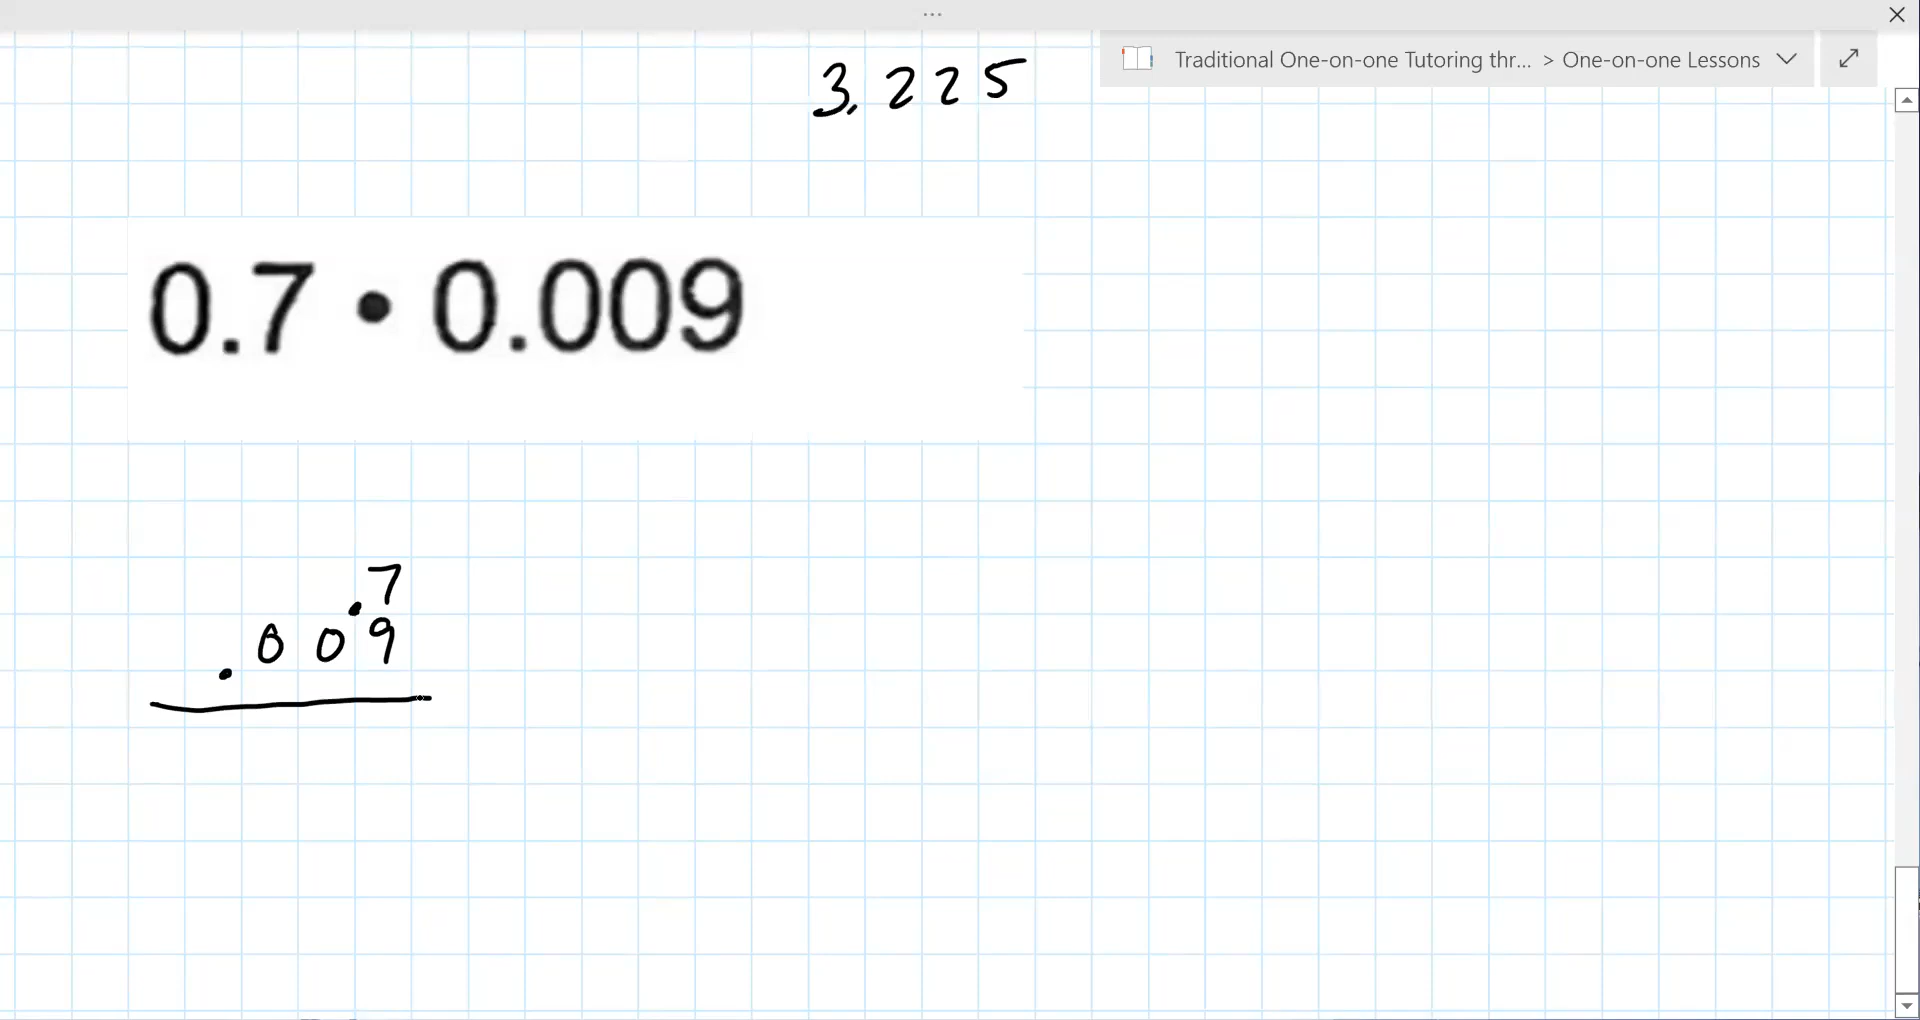 ...
Traditional One-on-one Tutoring thr... > One-on-one Lessons
3.225
0.7 • 0.009
.7
.009